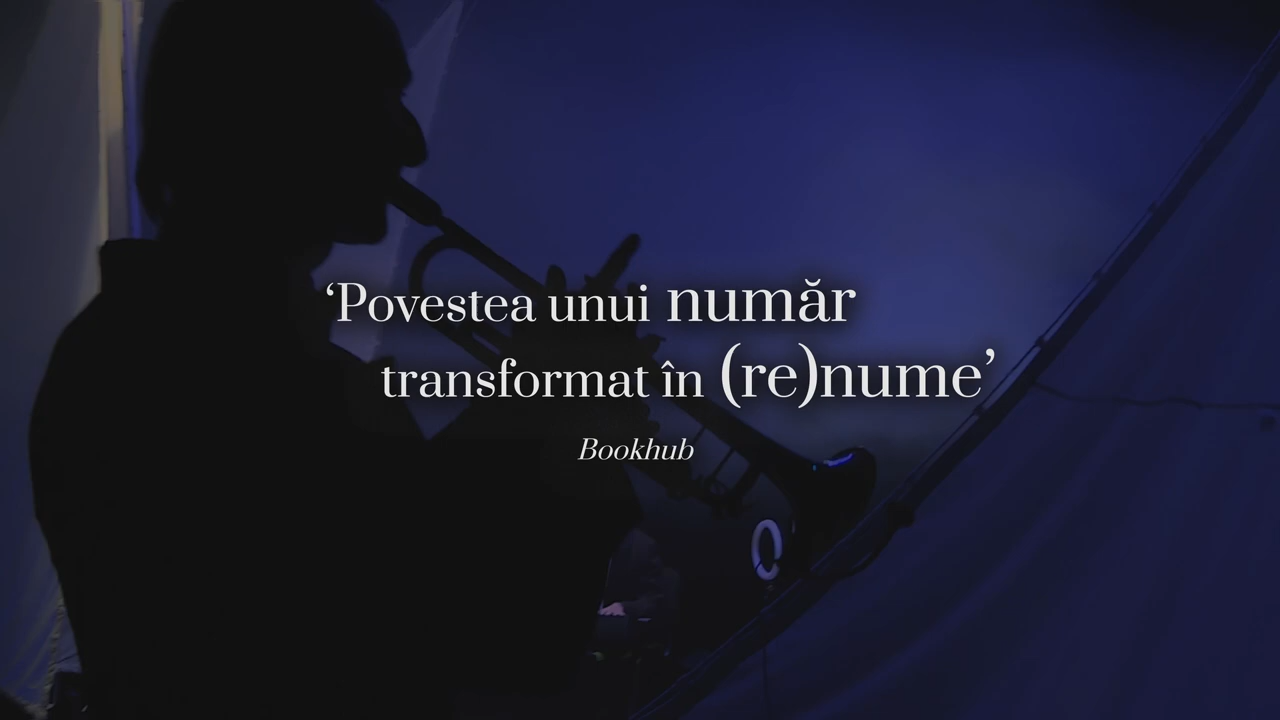 ‘Povestea unui număr
transformat în (re)nume’
Bookhub